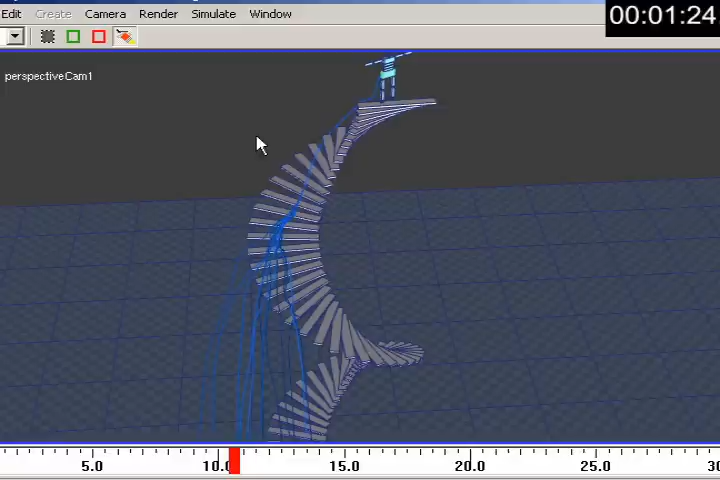 Edit Create Camera Render Simulate Window
00:01:24
perspectiveCam1
5.0 10.0 15.0 20.0 25.0 30